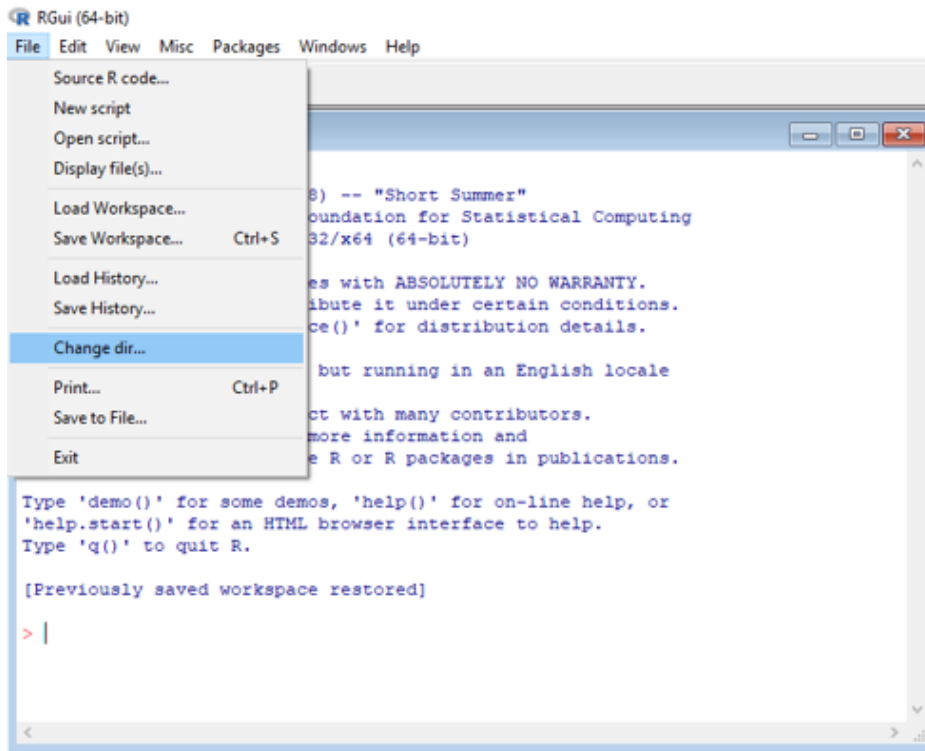 RGui (64-bit)
File Edit View Misc Packages Windows Help
Source R code...
New script
Open script...
Display file(s)...
Load Workspace...
Save Workspace... Ctrl+S
Load History...
Save History...
Change dir...
Print... Ctrl+P
Save to File...
Exit
8) -- "Short Summer"
oundation for Statistical Computing
32/x64 (64-bit)
es with ABSOLUTELY NO WARRANTY.
ibute it under certain conditions.
ce()' for distribution details.
but running in an English locale
ct with many contributors.
more information and
e R or R packages in publications.
Type 'demo()' for some demos, 'help()' for on-line help, or
'help.start()' for an HTML browser interface to help.
Type 'q()' to quit R.
[Previously saved workspace restored]
>